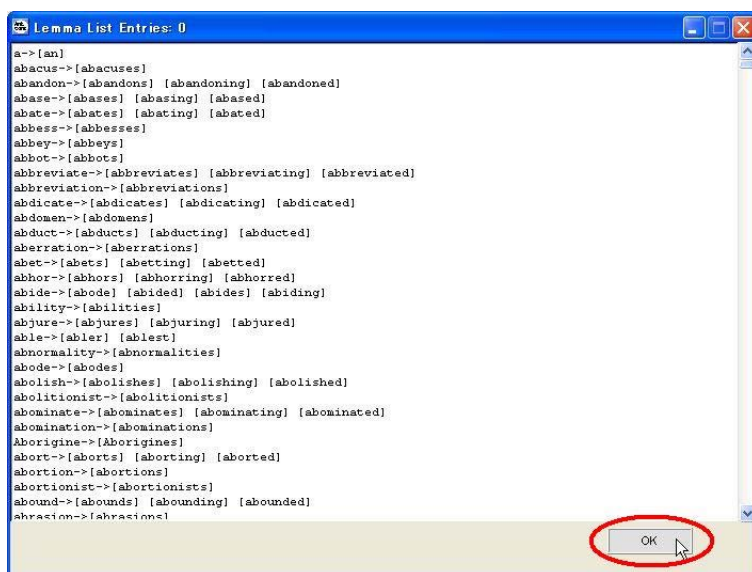 Lemma List Entries: 0
a->[an]
abacus->[abacuses]
abandon->[abandons] [abandoning] [abandoned]
abase->[abases] [abasing] [abased]
abate->[abates] [abating] [abated]
abbess->[abbesses]
abbey->[abbeys]
abbot->[abbots]
abbreviate->[abbreviates] [abbreviating] [abbreviated]
abbreviation->[abbreviations]
abdicate->[abdicates] [abdicating] [abdicated]
abdomen->[abdomens]
abduct->[abducts] [abducting] [abducted]
aberration->[aberrations]
abet->[abets] [abetting] [abetted]
abhor->[abhors] [abhorring] [abhorred]
abide->[abode] [abided] [abides] [abiding]
ability->[abilities]
abjure->[abjures] [abjuring] [abjured]
able->[abler] [ablest]
abnormality->[abnormalities]
abode->[abodes]
abolish->[abolishes] [abolishing] [abolished]
abolitionist->[abolitionists]
abominate->[abominates] [abominating] [abominated]
abomination->[abominations]
Aborigine->[Aborigines]
abort->[aborts] [aborting] [aborted]
abortion->[abortions]
abortionist->[abortionists]
abound->[abounds] [abounding] [abounded]
abrasion->[abrasions]
OK